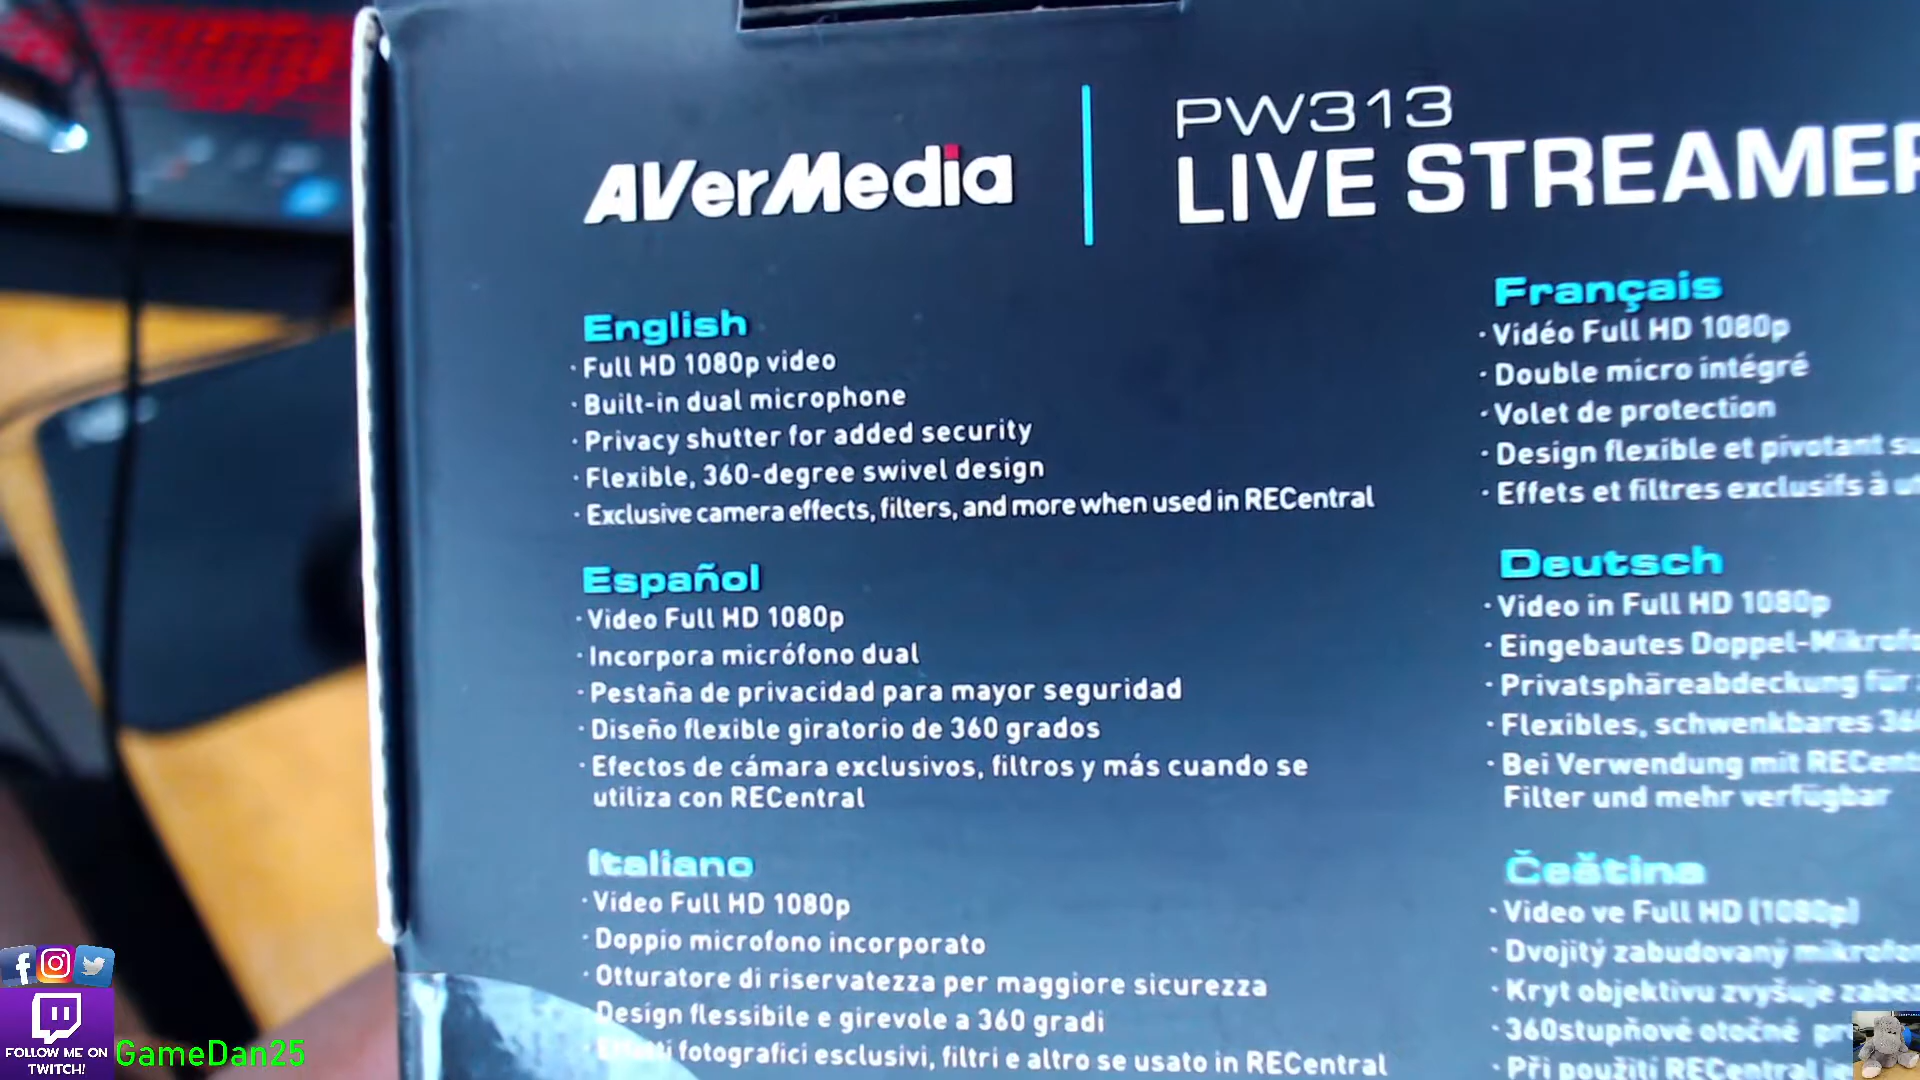 AVerMedia
PW313
LIVE STREAMER
English
· Full HD 1080p video
· Built-in dual microphone
· Privacy shutter for added security
· Flexible, 360-degree swivel design
· Exclusive camera effects, filters, and more when used in RECentral
Español
· Video Full HD 1080p
· Incorpora micrófono dual
· Pestaña de privacidad para mayor seguridad
· Diseño flexible giratorio de 360 grados
· Efectos de cámara exclusivos, filtros y más cuando se
utiliza con RECentral
Italiano
· Video Full HD 1080p
· Doppio microfono incorporato
· Otturatore di riservatezza per maggiore sicurezza
· Design flessibile e girevole a 360 gradi
fotografici esclusivi, filtri e altro se usato in RECentral
Français
· Vidéo Full HD 1080p
· Double micro intégré
· Volet de protection
· Design flexible et pivotant
· Effets et filtres exclusifs à
Deutsch
· Video in Full HD 1080p
· Eingebautes
· Privatsphäreabdeckung für
· Flexibles, schwenkbares
· Bei Verwendung mit
Filter und mehr verfügbar
Čeština
· Video ve Full HD (1080p)
· Dvojitý zabudovaný
· Kryt objektivu zvyšuje
· 360stupňové otočné
· Při použití RECentral
FOLLOW ME ON
TWITCH!
GameDan25